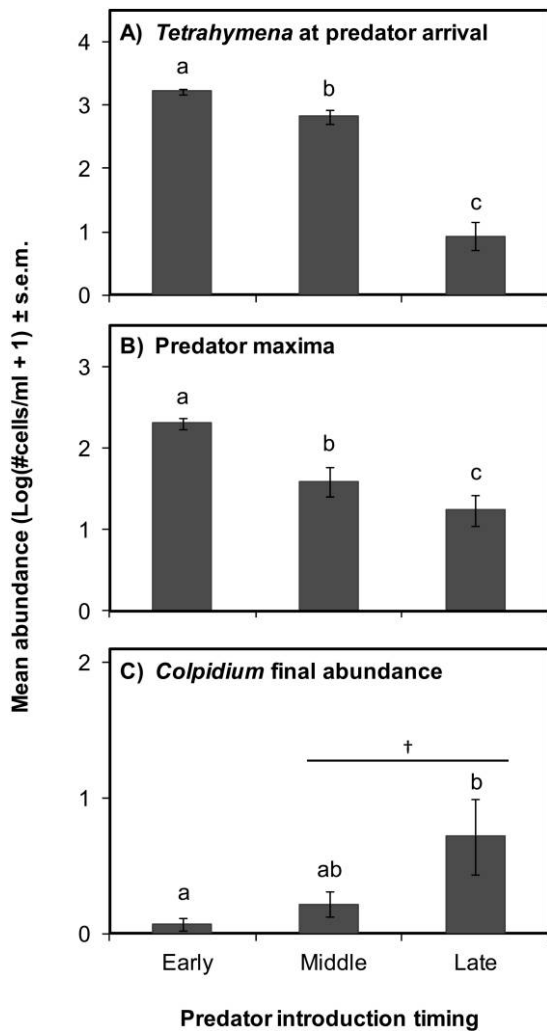 Mean abundance (Log(#cells/ml + 1) ± s.e.m.
A) Tetrahymena at predator arrival
4
3
2
1
0
a
b
c
B) Predator maxima
3
2
1
0
a
b
c
C) Colpidium final abundance
2
1
0
†
a
ab
b
Early Middle Late
Predator introduction timing